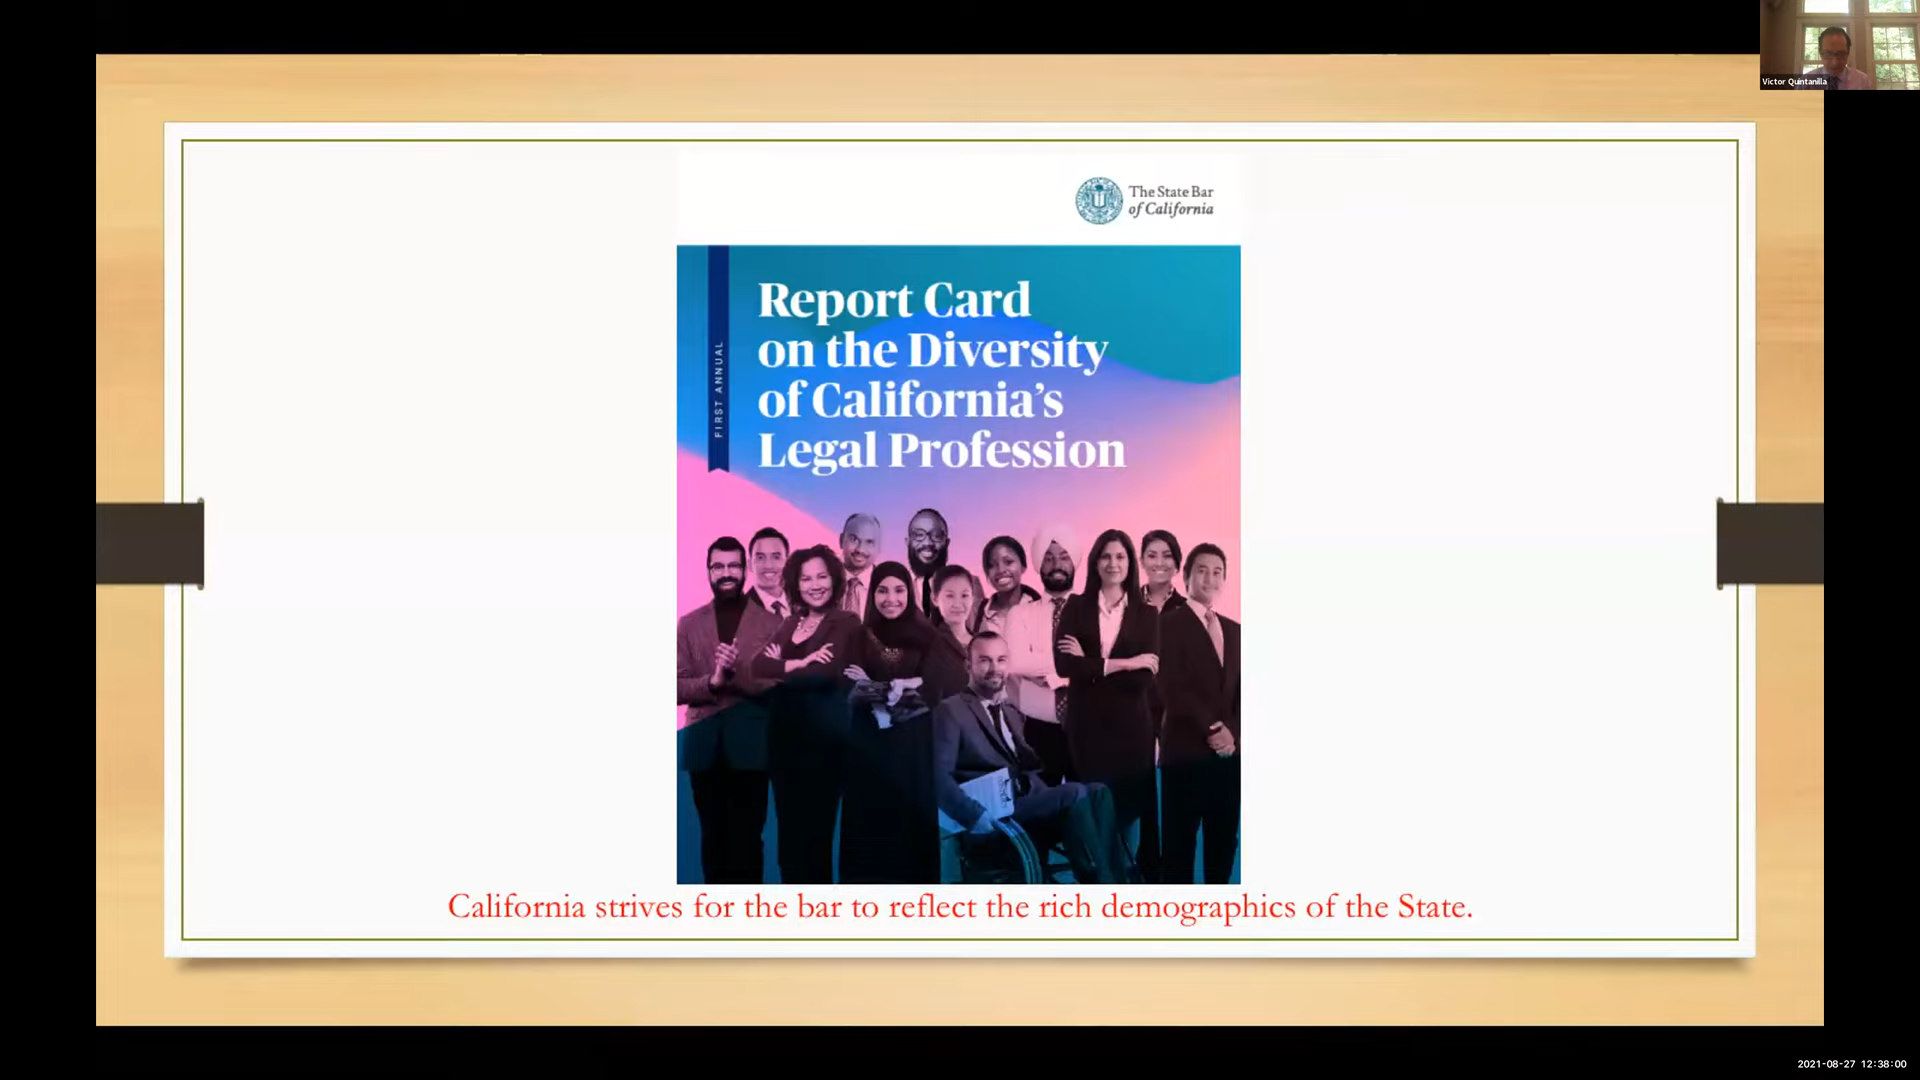 Victor Quintanilla
The State Bar
of California
FIRST ANNUAL
Report Card
on the Diversity
of California's
Legal Profession
California strives for the bar to reflect the rich demographics of the State.
2021-08-27 12:38:00